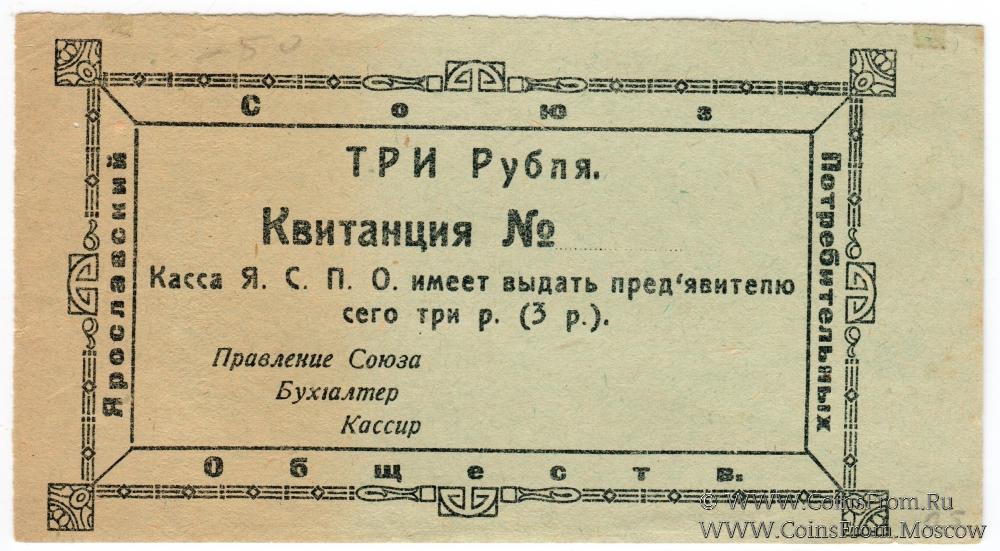 -50
Союз
Ярославский
Потребительных
ТРИ Рубля.
Квитанция №
Касса Я. С. П. О. имеет выдать пред'явителю
сего три р. (3 р.).
Правление Союза
Бухгалтер
Кассир
Обществ.
© WWW.CoinsFrom.Ru
WWW.CoinsFrom.Moscow